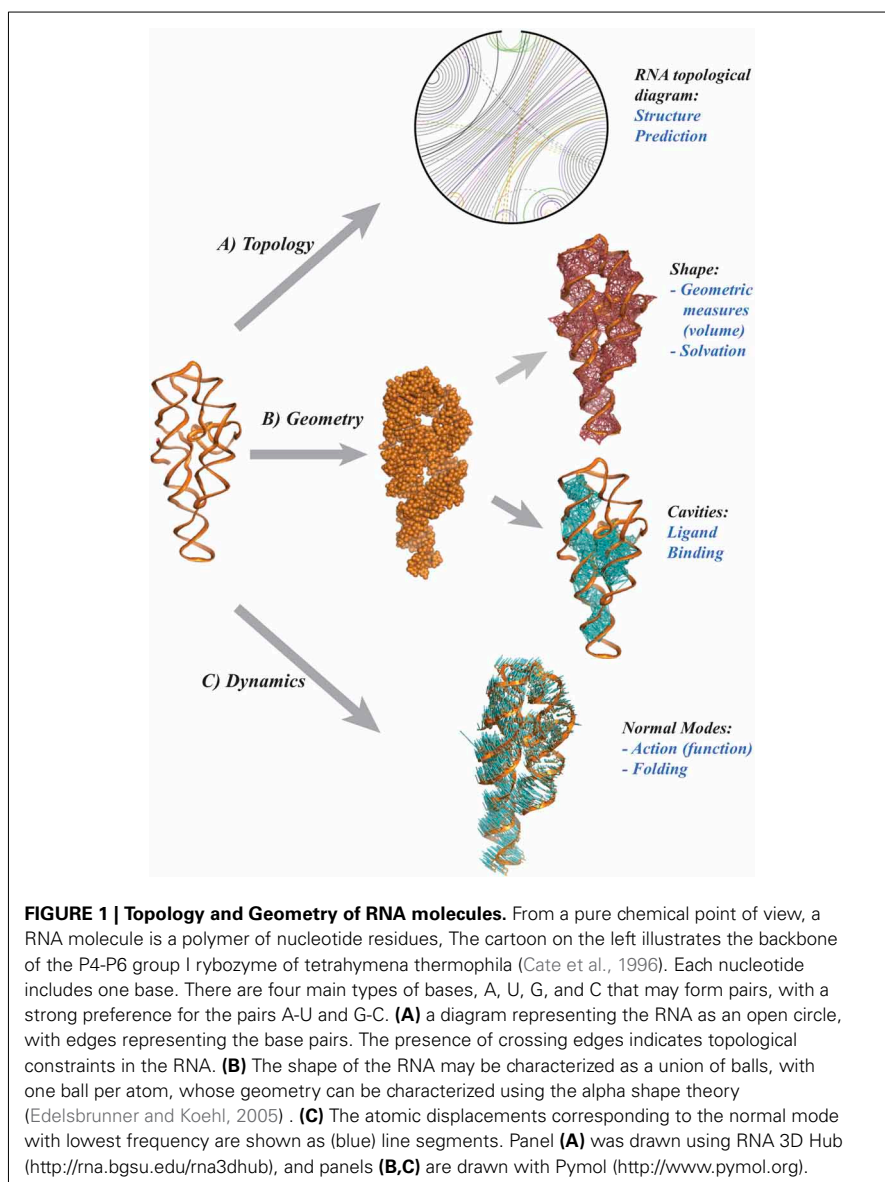 RNA topological
diagram:
Structure
Prediction
A) Topology
Shape:
- Geometric
measures
(volume)
- Solvation
B) Geometry
Cavities:
Ligand
Binding
C) Dynamics
Normal Modes:
- Action (function)
- Folding
FIGURE 1 | Topology and Geometry of RNA molecules. From a pure chemical point of view, a
RNA molecule is a polymer of nucleotide residues, The cartoon on the left illustrates the backbone
of the P4-P6 group I rybozyme of tetrahymena thermophila (Cate et al., 1996). Each nucleotide
includes one base. There are four main types of bases, A, U, G, and C that may form pairs, with a
strong preference for the pairs A-U and G-C. (A) a diagram representing the RNA as an open circle,
with edges representing the base pairs. The presence of crossing edges indicates topological
constraints in the RNA. (B) The shape of the RNA may be characterized as a union of balls, with
one ball per atom, whose geometry can be characterized using the alpha shape theory
(Edelsbrunner and Koehl, 2005) . (C) The atomic displacements corresponding to the normal mode
with lowest frequency are shown as (blue) line segments. Panel (A) was drawn using RNA 3D Hub
(http://rna.bgsu.edu/rna3dhub), and panels (B,C) are drawn with Pymol (http://www.pymol.org).